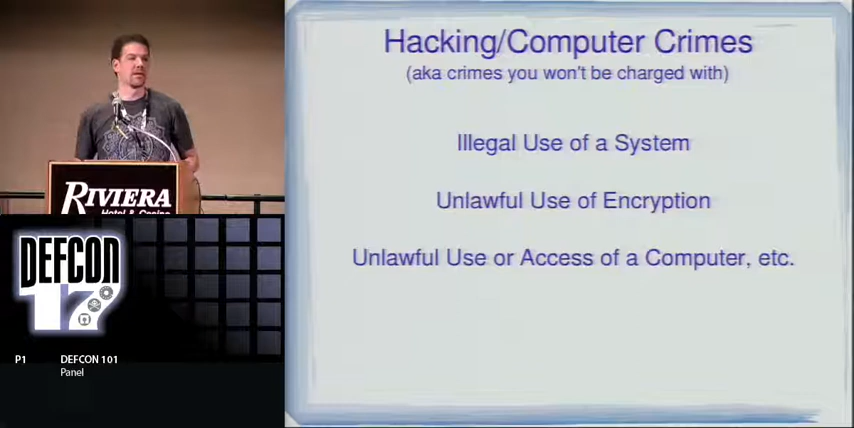 Hacking/Computer Crimes
(aka crimes you won't be charged with)
Illegal Use of a System
Unlawful Use of Encryption
Unlawful Use or Access of a Computer, etc.
RIVIERA
Hotel & Casino
DEFCON
17
P1 DEFCON 101
Panel